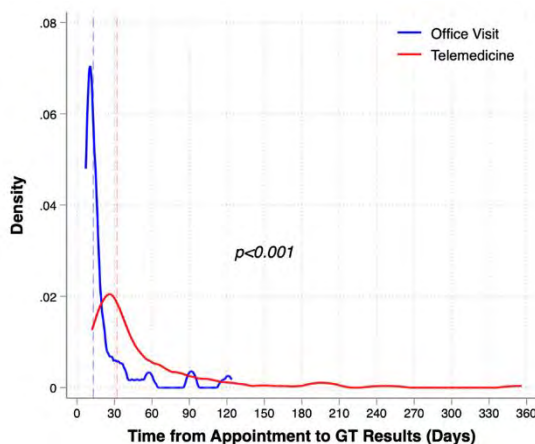 .08
.06
.04
.02
0
Density
Office Visit
Telemedicine
p<0.001
0 30 60 90 120 150 180 210 240 270 300 330 360
Time from Appointment to GT Results (Days)